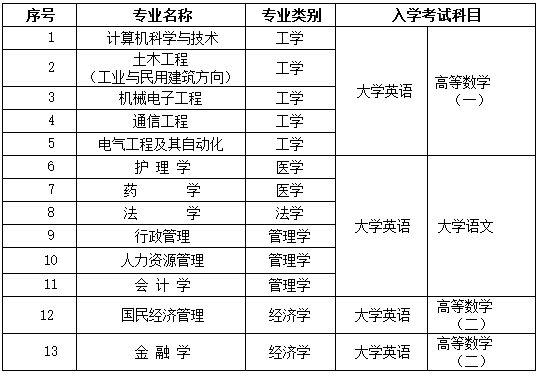 序号 专业名称 专业类别 入学考试科目
1 计算机科学与技术 工学
2 土木工程
（工业与民用建筑方向） 工学
3 机械电子工程 工学
大学英语 高等数学
（一）
4 通信工程 工学
5 电气工程及其自动化 工学
6 护 理 学 医学
7 药 学 医学
8 法 学 法学
大学英语 大学语文
9 行政管理 管理学
10 人力资源管理 管理学
11 会 计 学 管理学
12 国民经济管理 经济学 大学英语 高等数学
（二）
13 金 融 学 经济学 大学英语 高等数学
（二）